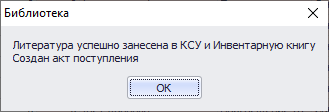 Библиотека
Литература успешно занесена в КСУ и Инвентарную книгу
Создан акт поступления
OK